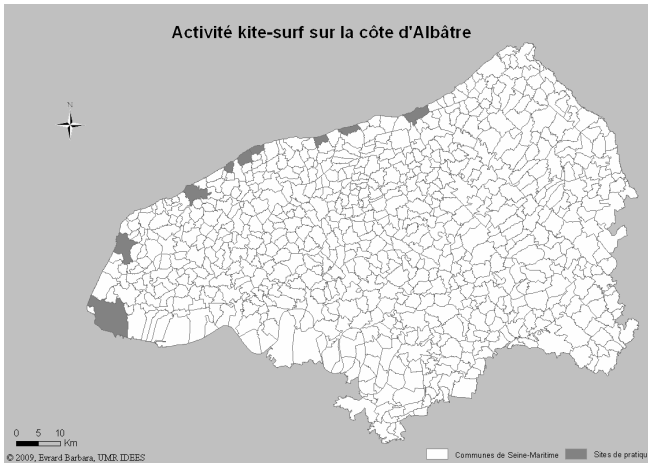 Activité kite-surf sur la côte d'Albâtre
N
0 5 10
Km
© 2009, Evrard Barbara, UMR IDEES
Communes de Seine-Maritime Sites de pratique